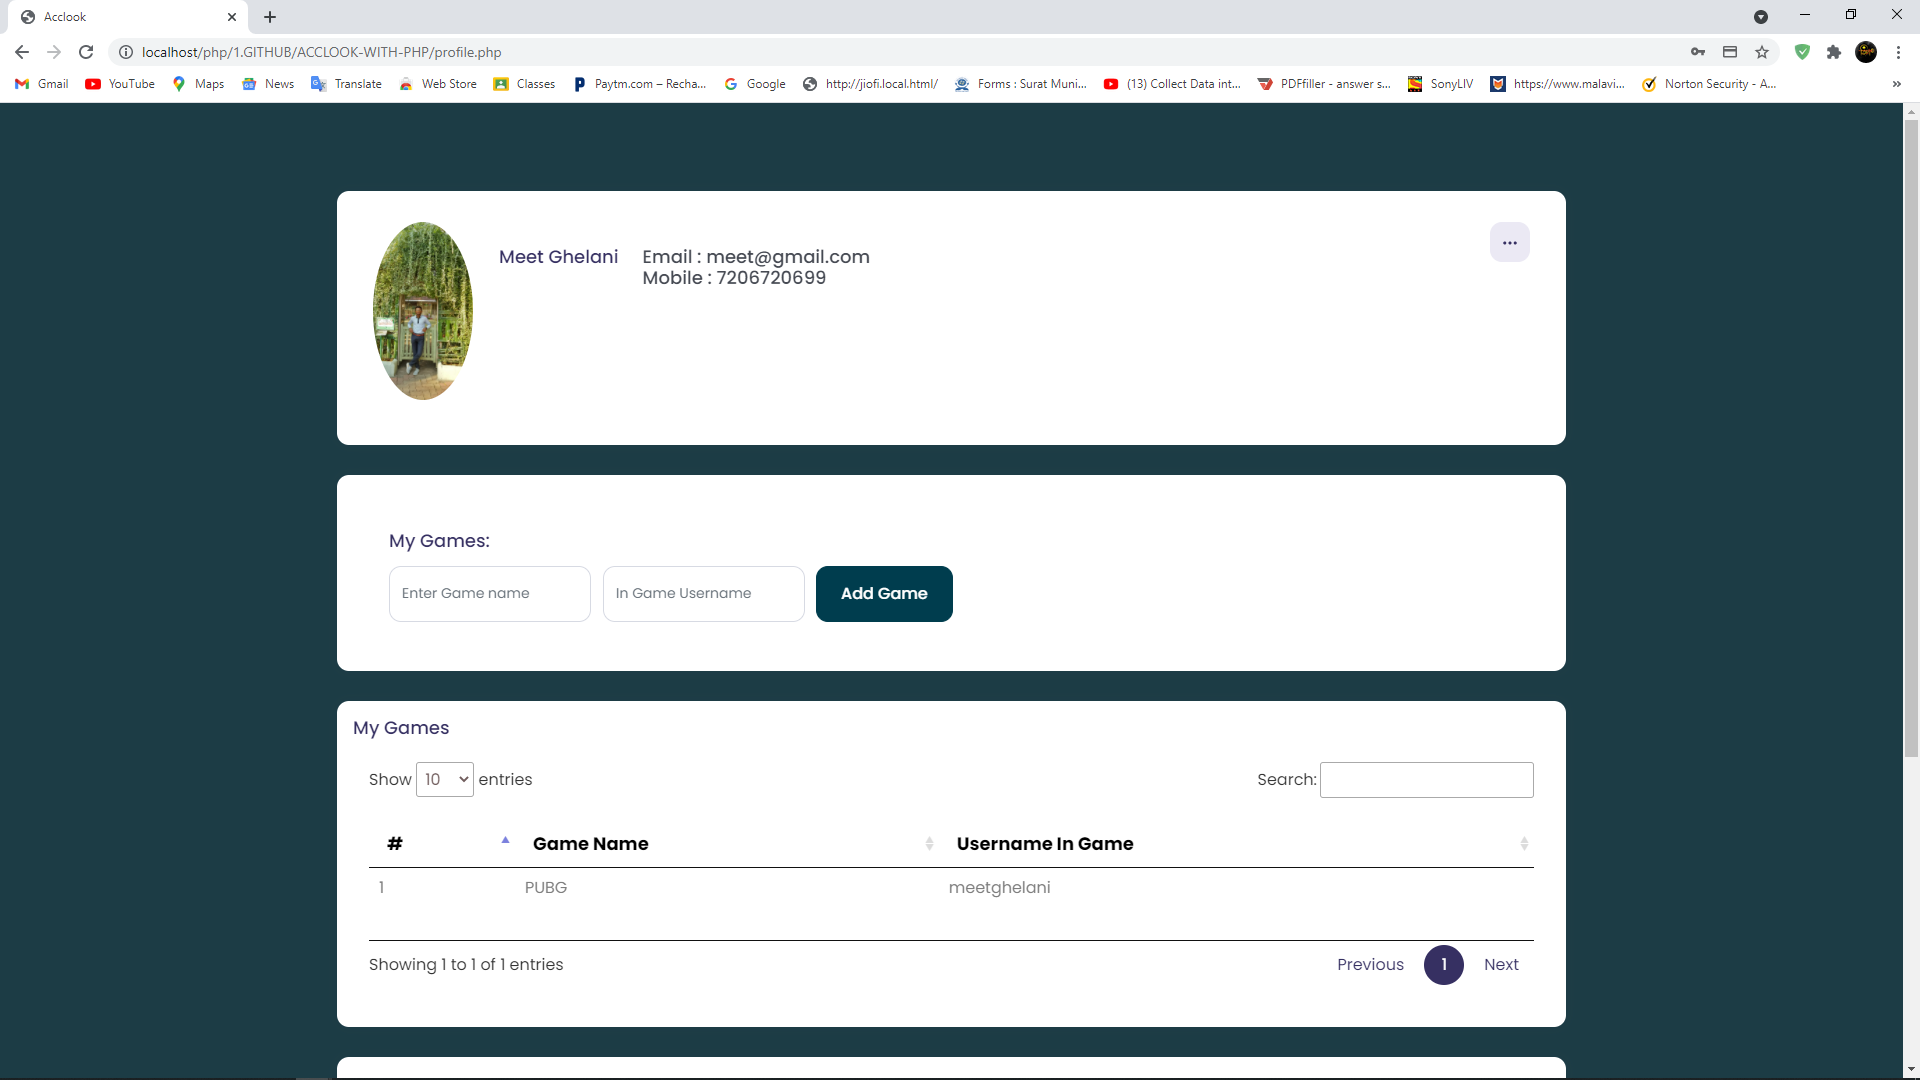 Acclook
localhost/php/1.GITHUB/ACCLOOK-WITH-PHP/profile.php
Gmail YouTube Maps News Translate Web Store Classes Paytm.com – Recha... Google http://jiofi.local.html/ Forms : Surat Muni... (13) Collect Data int... PDFfiller - answer s... SonyLIV https://www.malavi... Norton Security - A... »
Meet Ghelani
Email : meet@gmail.com
Mobile : 7206720699
My Games:
Enter Game name In Game Username Add Game
My Games
Show 10 entries Search:
# Game Name Username In Game
1 PUBG meetghelani
Showing 1 to 1 of 1 entries Previous 1 Next